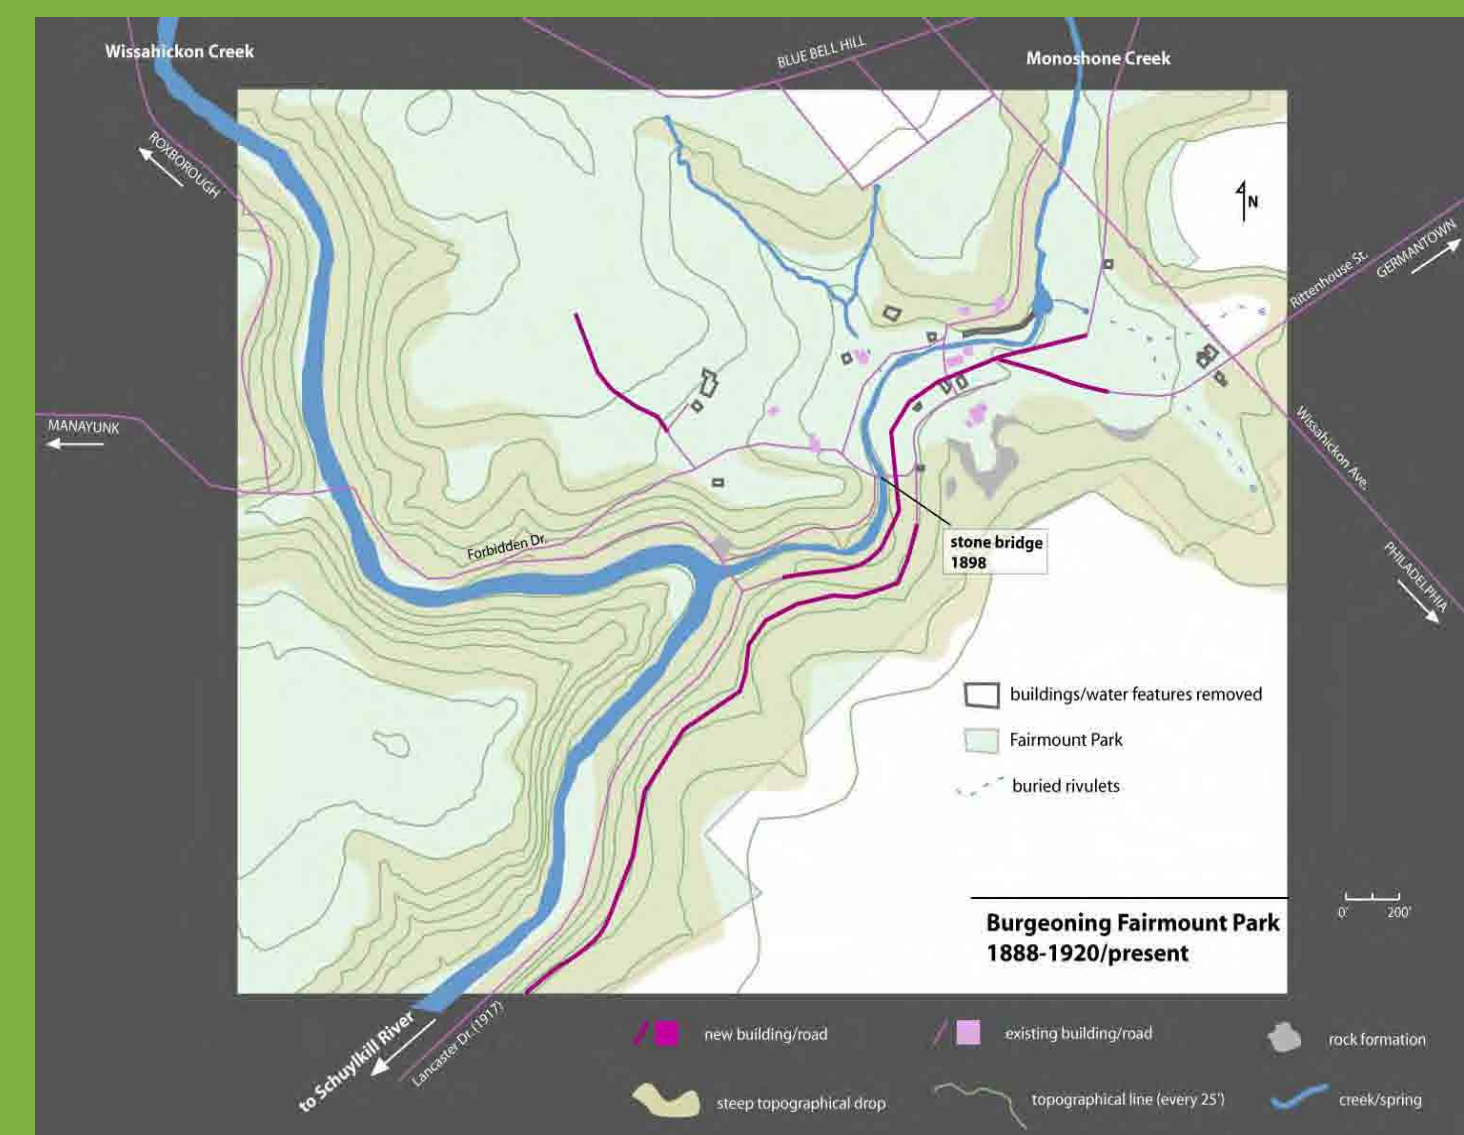 Wissahickon Creek
BLUE BELL HILL
Monoshone Creek
ROXBOROUGH
N
Rittenhouse St.
GERMANTOWN
MANAYUNK
Wissahickon Ave.
Forbidden Dr.
stone bridge
1898
PHILADELPHIA
buildings/water features removed
Fairmount Park
buried rivulets
0' 200'
Burgeoning Fairmount Park
1888-1920/present
to Schuylkill River
Lancaster Dr. (1917)
new building/road
existing building/road
rock formation
steep topographical drop
topographical line (every 25')
creek/spring